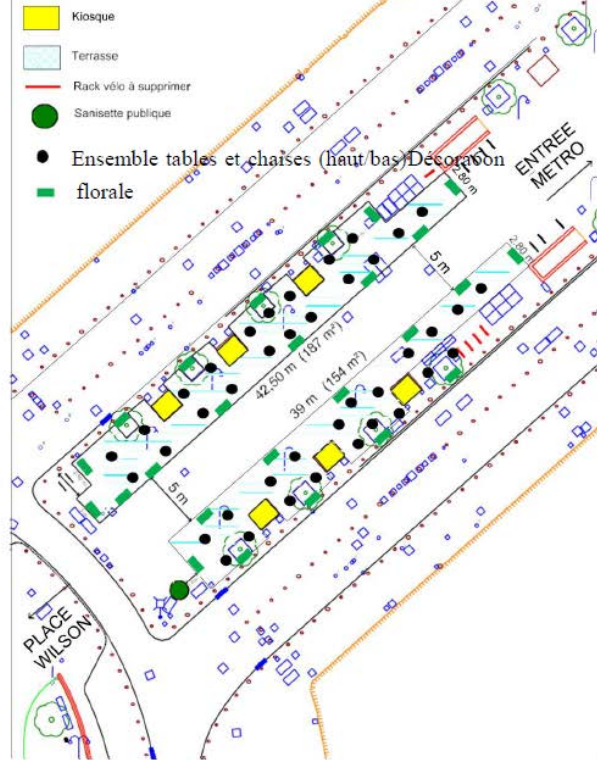 Kiosque
Terrasse
Rack vélo à supprimer
Sanisette publique
Ensemble tables et chaises (haut/bas)Décoration
florale
ENTREE
METRO
2,80 m
2,80 m
5 m
42,50 m (187 m²)
39 m (154 m²)
5 m
PLACE
WILSON